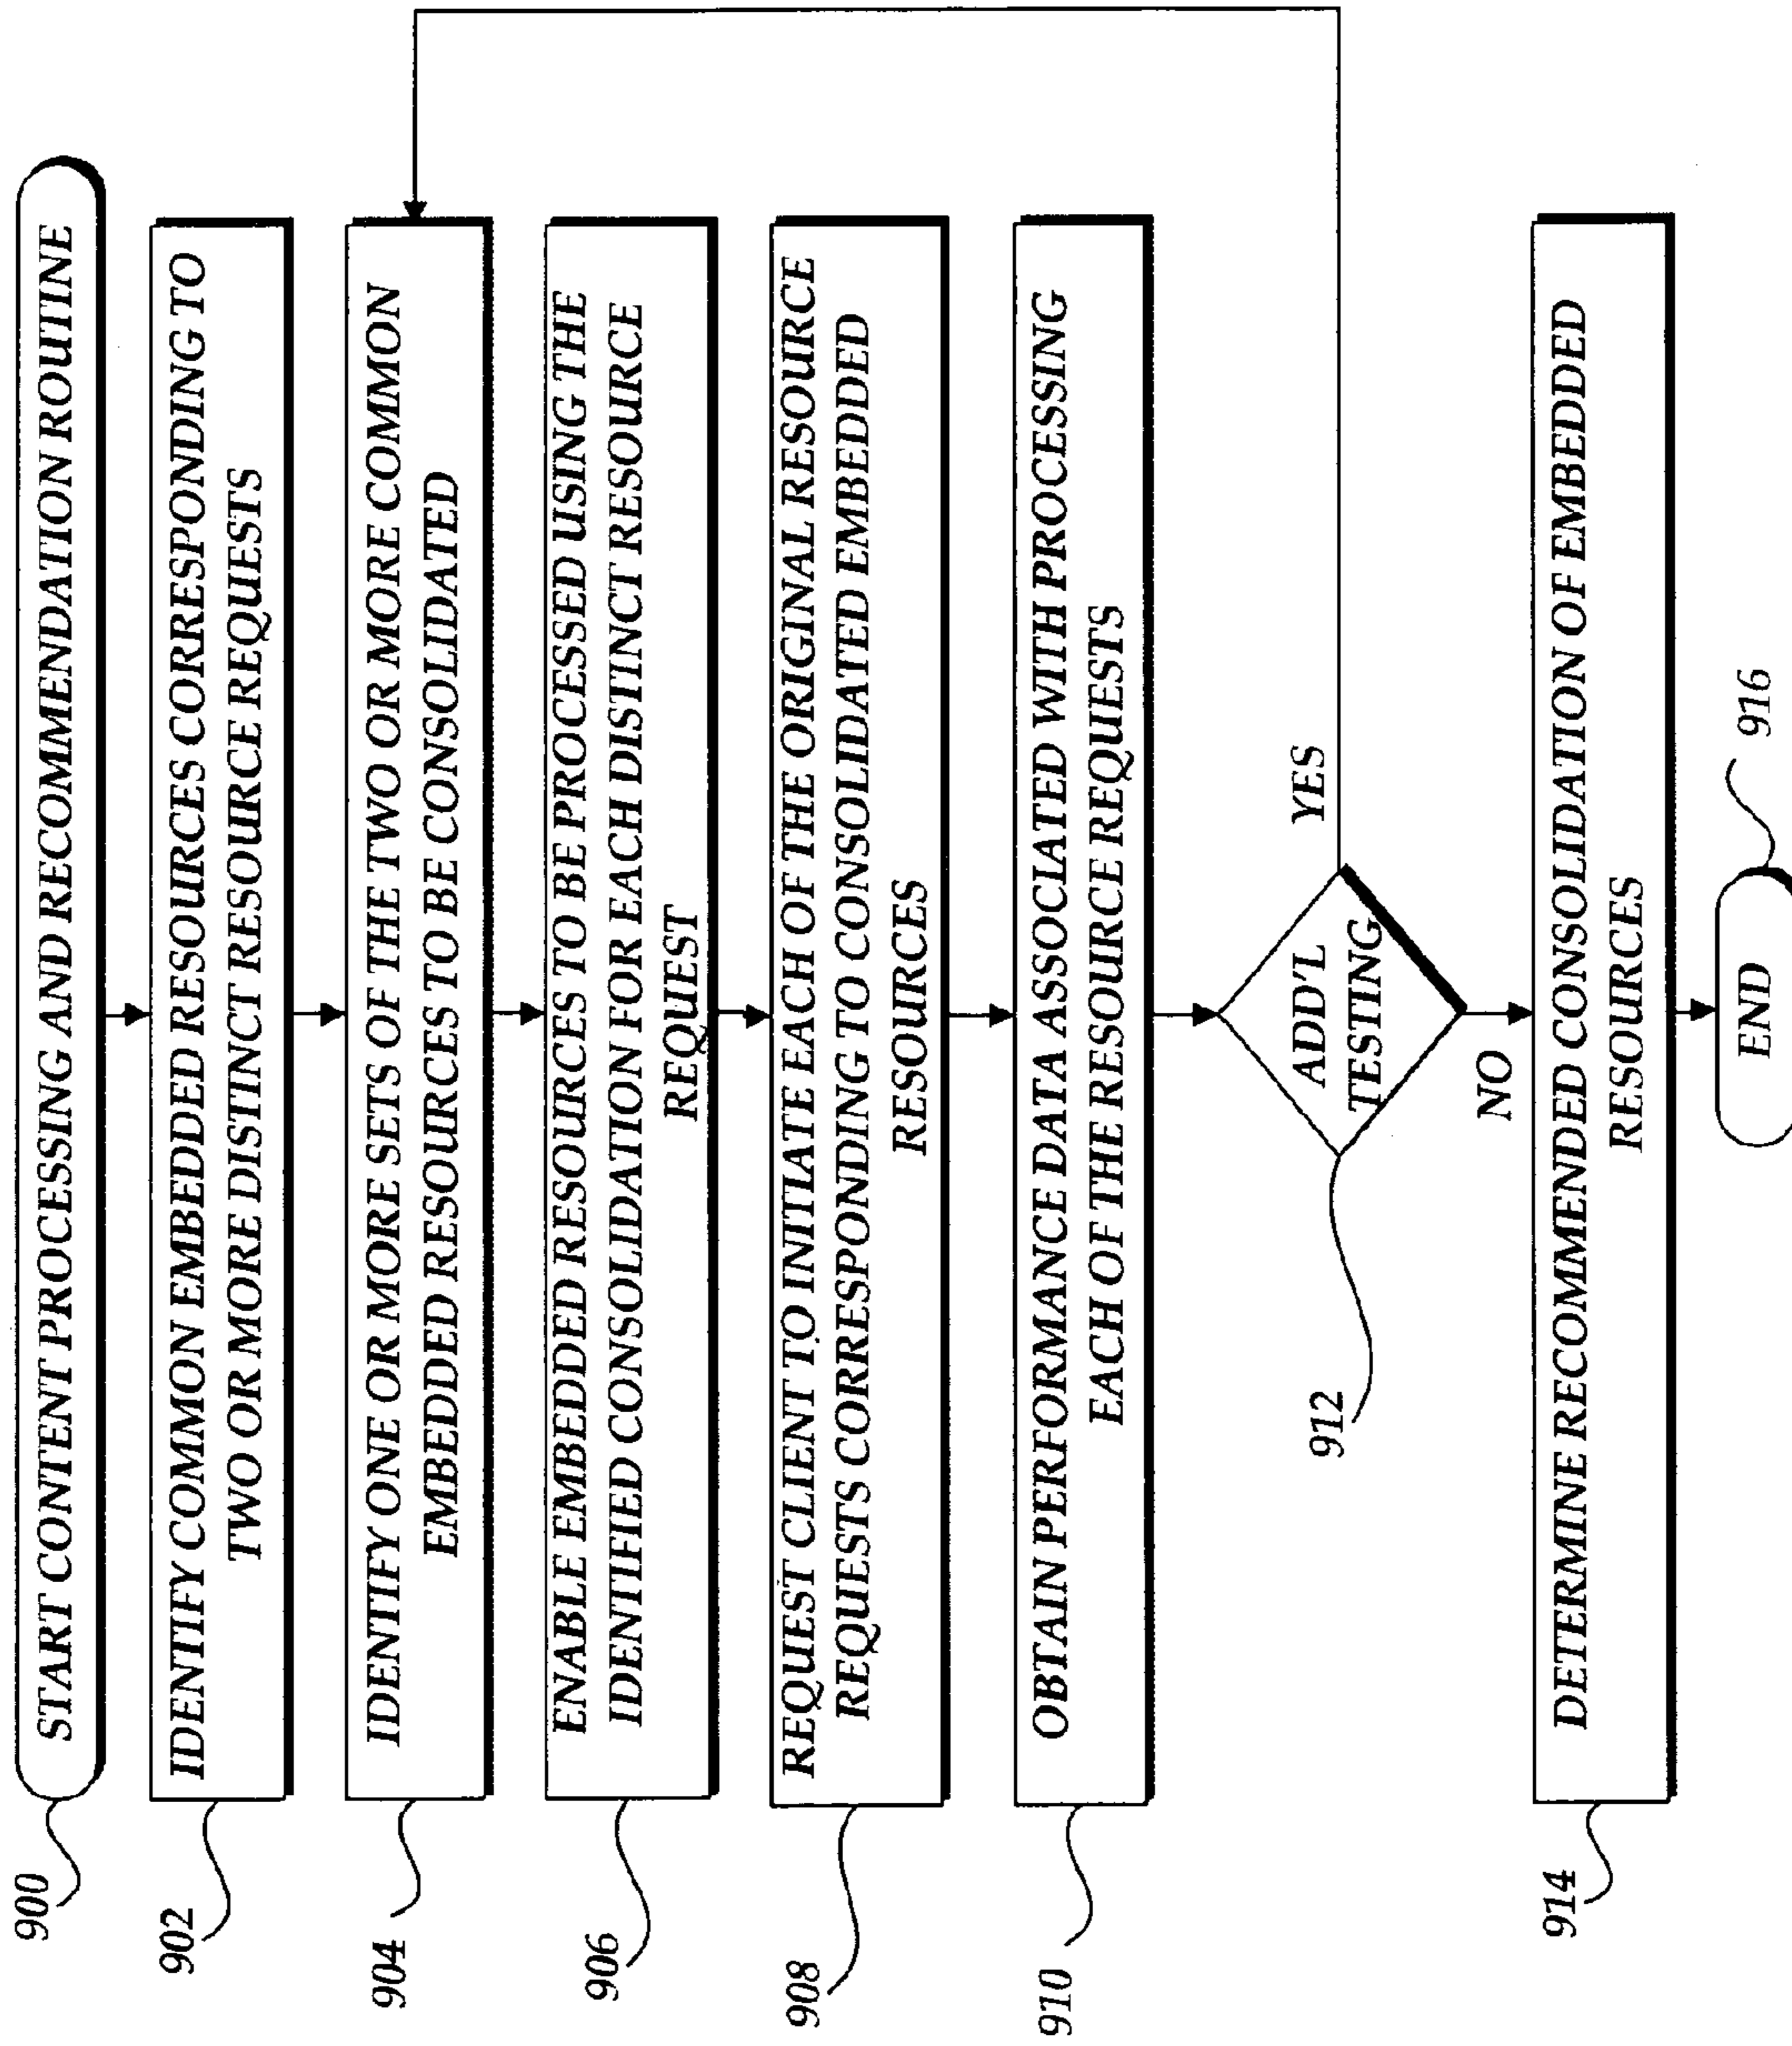 900
START CONTENT PROCESSING AND RECOMMENDATION ROUTINE
902
IDENTIFY COMMON EMBEDDED RESOURCES CORRESPONDING TO
TWO OR MORE DISTINCT RESOURCE REQUESTS
904
IDENTIFY ONE OR MORE SETS OF THE TWO OR MORE COMMON
EMBEDDED RESOURCES TO BE CONSOLIDATED
906
ENABLE EMBEDDED RESOURCES TO BE PROCESSED USING THE
IDENTIFIED CONSOLIDATION FOR EACH DISTINCT RESOURCE
REQUEST
908
REQUEST CLIENT TO INITIATE EACH OF THE ORIGINAL RESOURCE
REQUESTS CORRESPONDING TO CONSOLIDATED EMBEDDED
RESOURCES
910
OBTAIN PERFORMANCE DATA ASSOCIATED WITH PROCESSING
EACH OF THE RESOURCE REQUESTS
912
ADD'L
TESTING
YES
NO
914
DETERMINE RECOMMENDED CONSOLIDATION OF EMBEDDED
RESOURCES
END
916